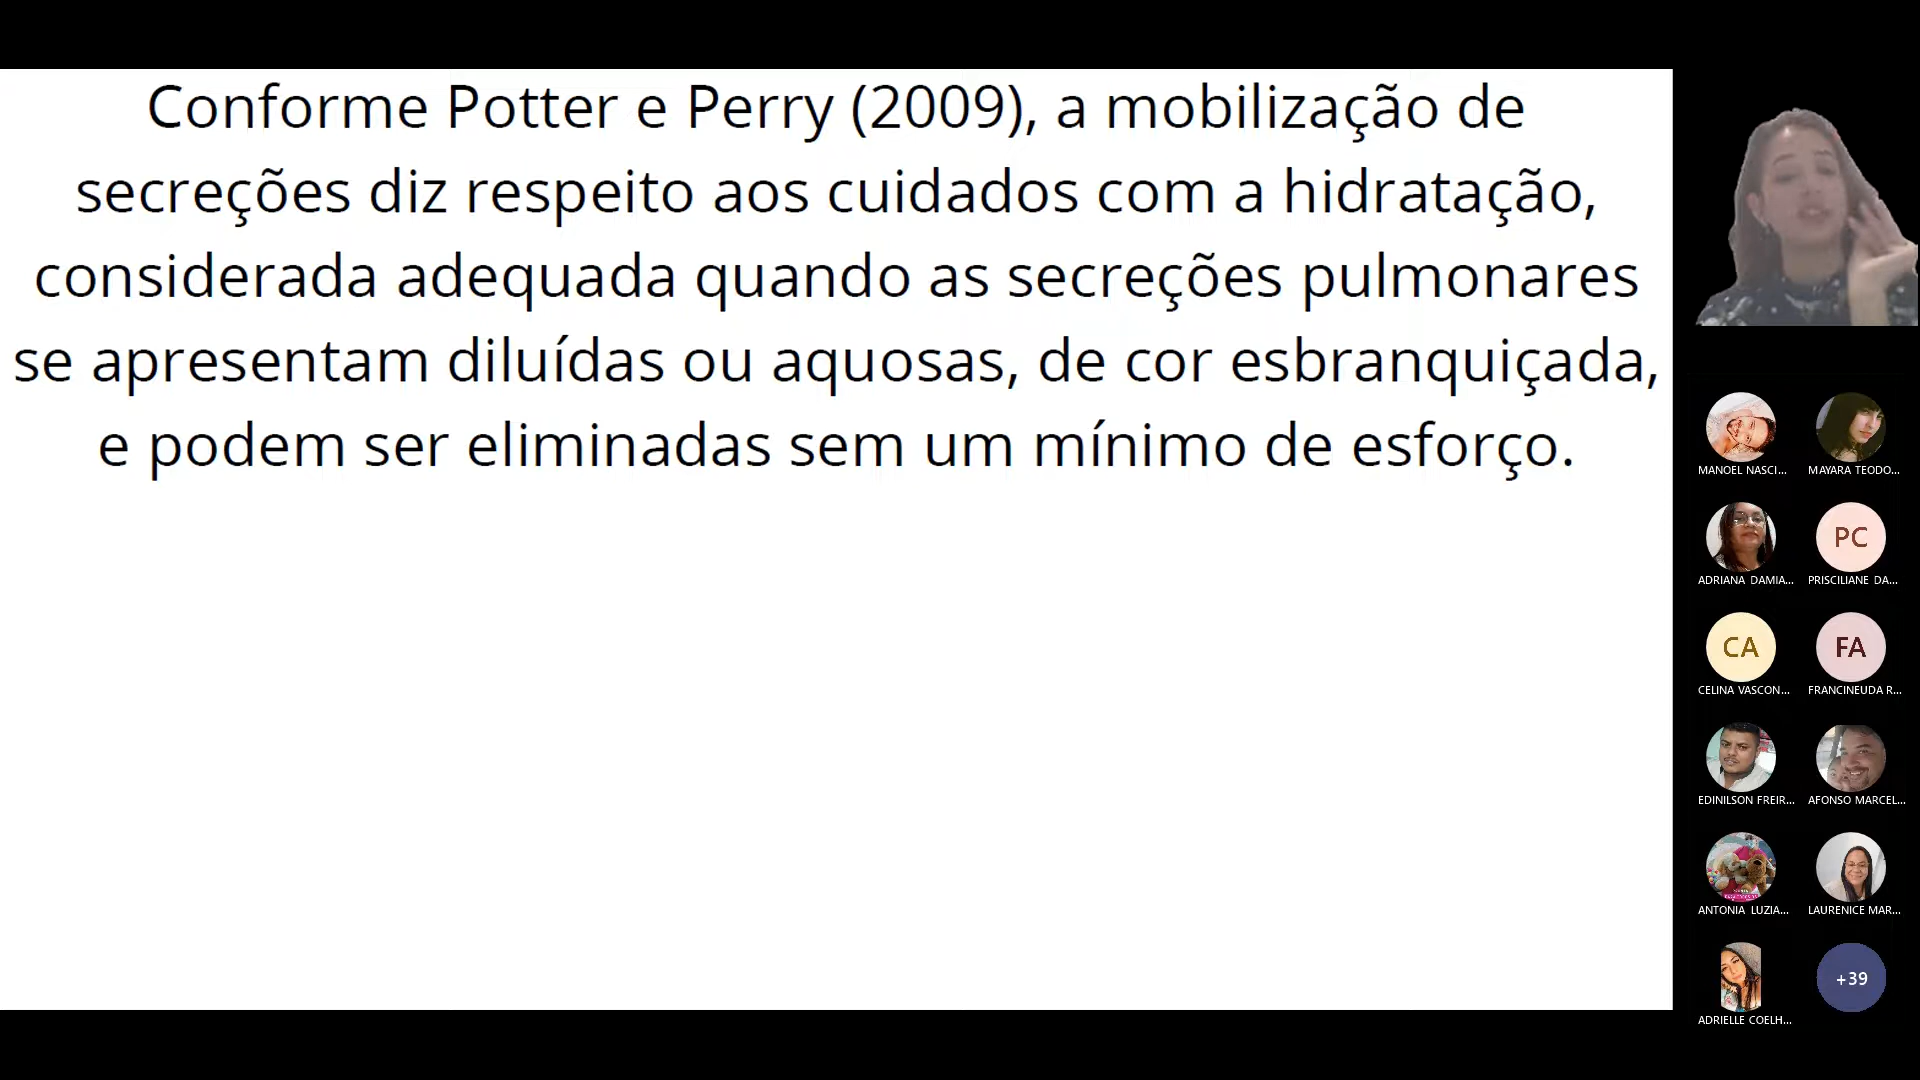 Conforme Potter e Perry (2009), a mobilização de
secreções diz respeito aos cuidados com a hidratação,
considerada adequada quando as secreções pulmonares
se apresentam diluídas ou aquosas, de cor esbranquiçada,
e podem ser eliminadas sem um mínimo de esforço.
MANOEL NASCI...
MAYARA TEODO...
ADRIANA DAMIA...
PC
PRISCILIANE DA...
CA
CELINA VASCON...
FA
FRANCINEUDA R...
EDINILSON FREIR...
AFONSO MARCEL...
ANTONIA LUZIA...
LAURENICE MAR...
ADRIELLE COELH...
+39